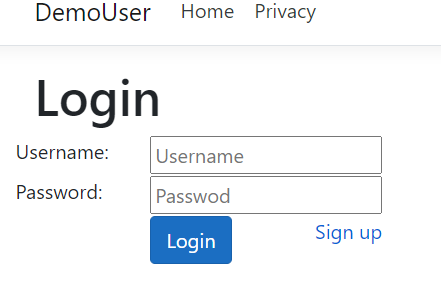 DemoUser Home Privacy
Login
Username: Username
Password: Passwod
Login Sign up